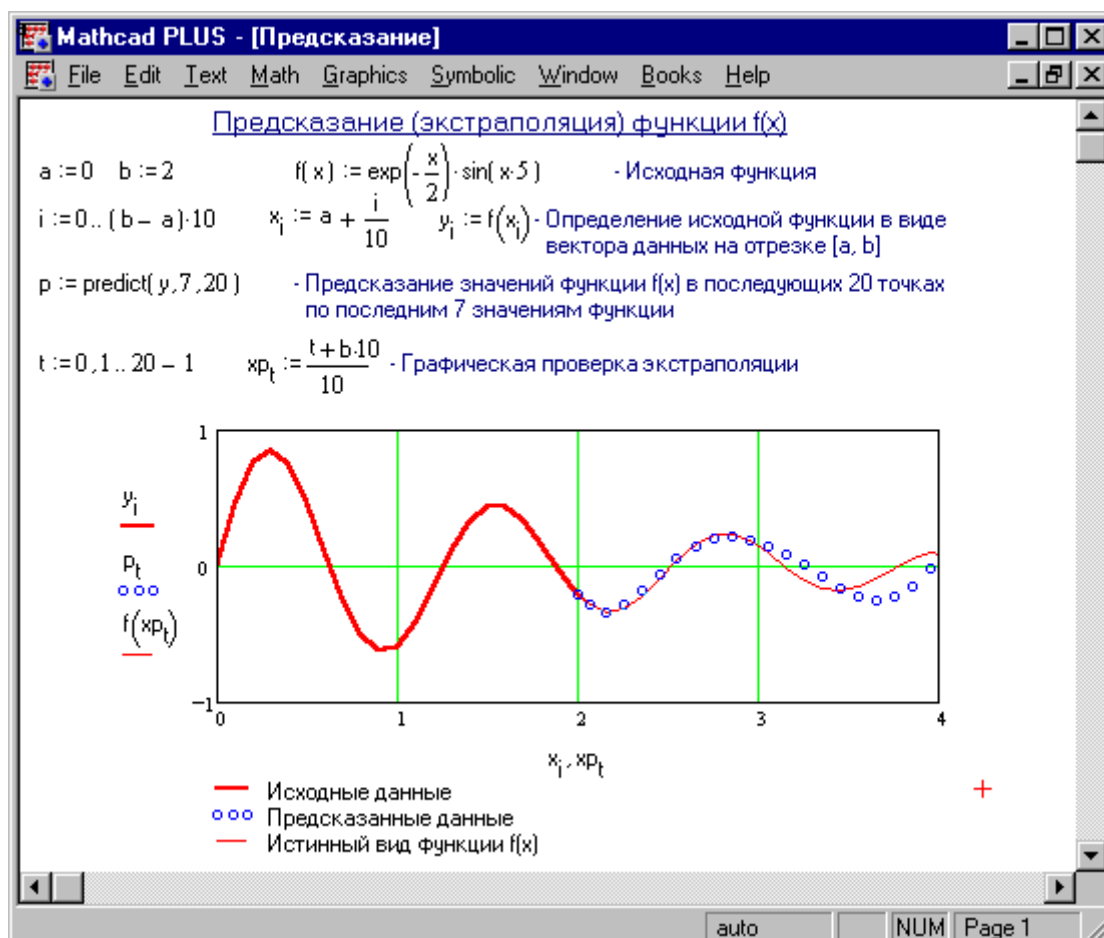 Mathcad PLUS - [Предсказание]
File Edit Text Math Graphics Symbolic Window Books Help
Предсказание (экстраполяция) функции f(x)
a := 0 b := 2 f( x ) := exp(-x/2)·sin( x·5 ) - Исходная функция
i := 0.. ( b − a )·10 x_i := a + i/10 y_i := f(x_i) - Определение исходной функции в виде
вектора данных на отрезке [a, b]
p := predict( y , 7 , 20 ) - Предсказание значений функции f(x) в последующих 20 точках
по последним 7 значениям функции
t := 0 , 1 .. 20 − 1 xp_t := (t + b·10)/10 - Графическая проверка экстраполяции
1
y_i
p_t
0
f(xp_t)
−1
0 1 2 3 4
x_i , xp_t
Исходные данные
Предсказанные данные
Истинный вид функции f(x)
auto NUM Page 1